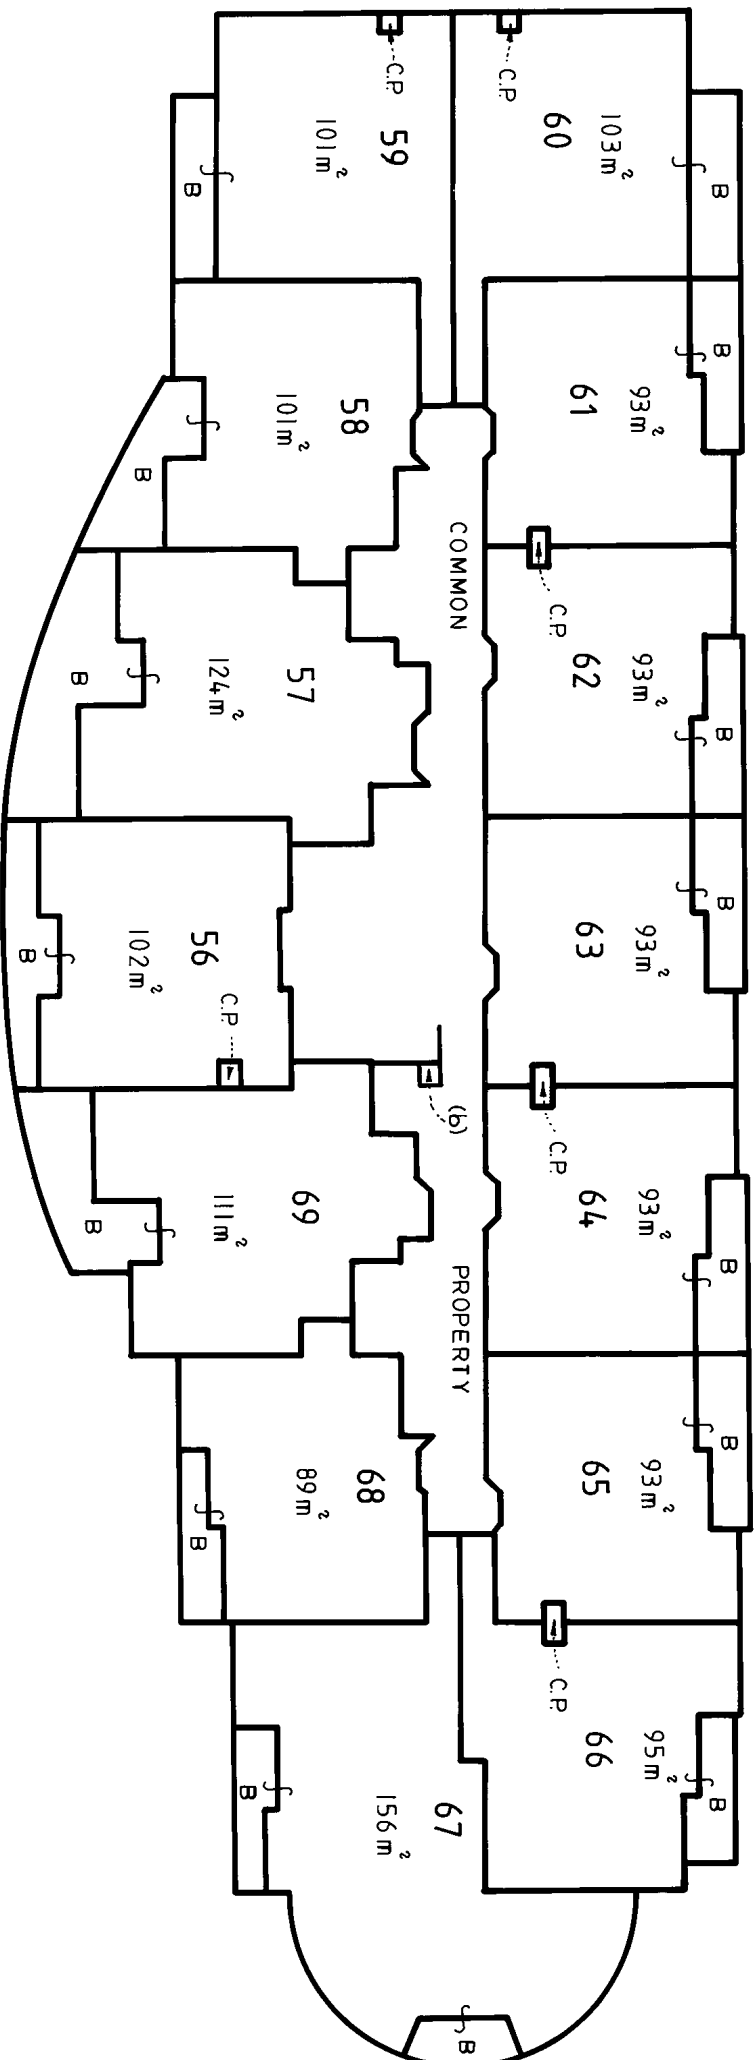 C.P.
59
101m²
B
C.P.
60
103m²
B
58
101m²
B
61
93m²
B
COMMON
C.P.
57
124m²
B
62
93m²
B
56
102m²
B
C.P.
63
93m²
B
(b)
C.P.
69
111m²
B
64
93m²
B
PROPERTY
68
89m²
B
65
93m²
B
C.P.
67
156m²
B
B
66
95m²
B